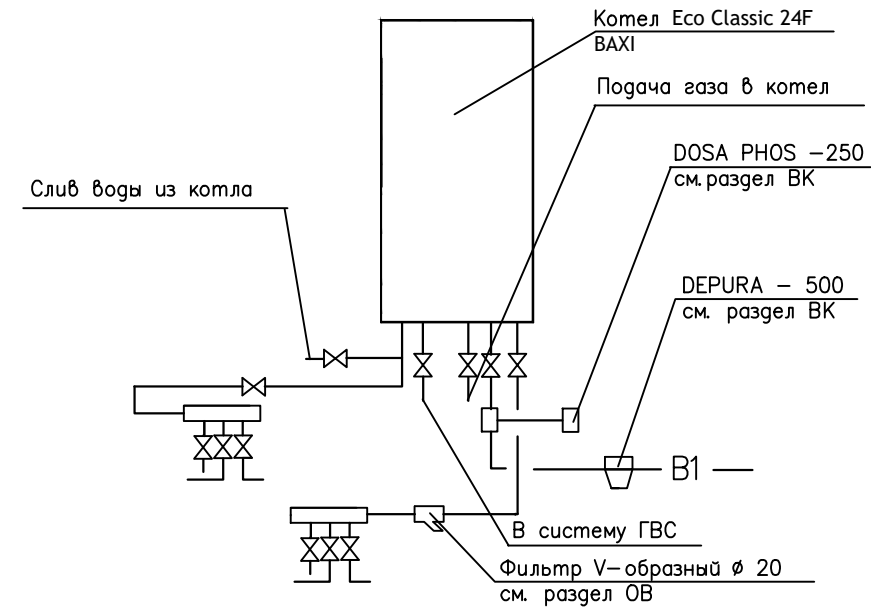 Котел Eco Classic 24F
BAXI
Подача газа в котел
DOSA PHOS -250
см. раздел ВК
Слив воды из котла
DEPURA - 500
см. раздел ВК
В1
В систему ГВС
Фильтр V-образный ϕ 20
см. раздел ОВ